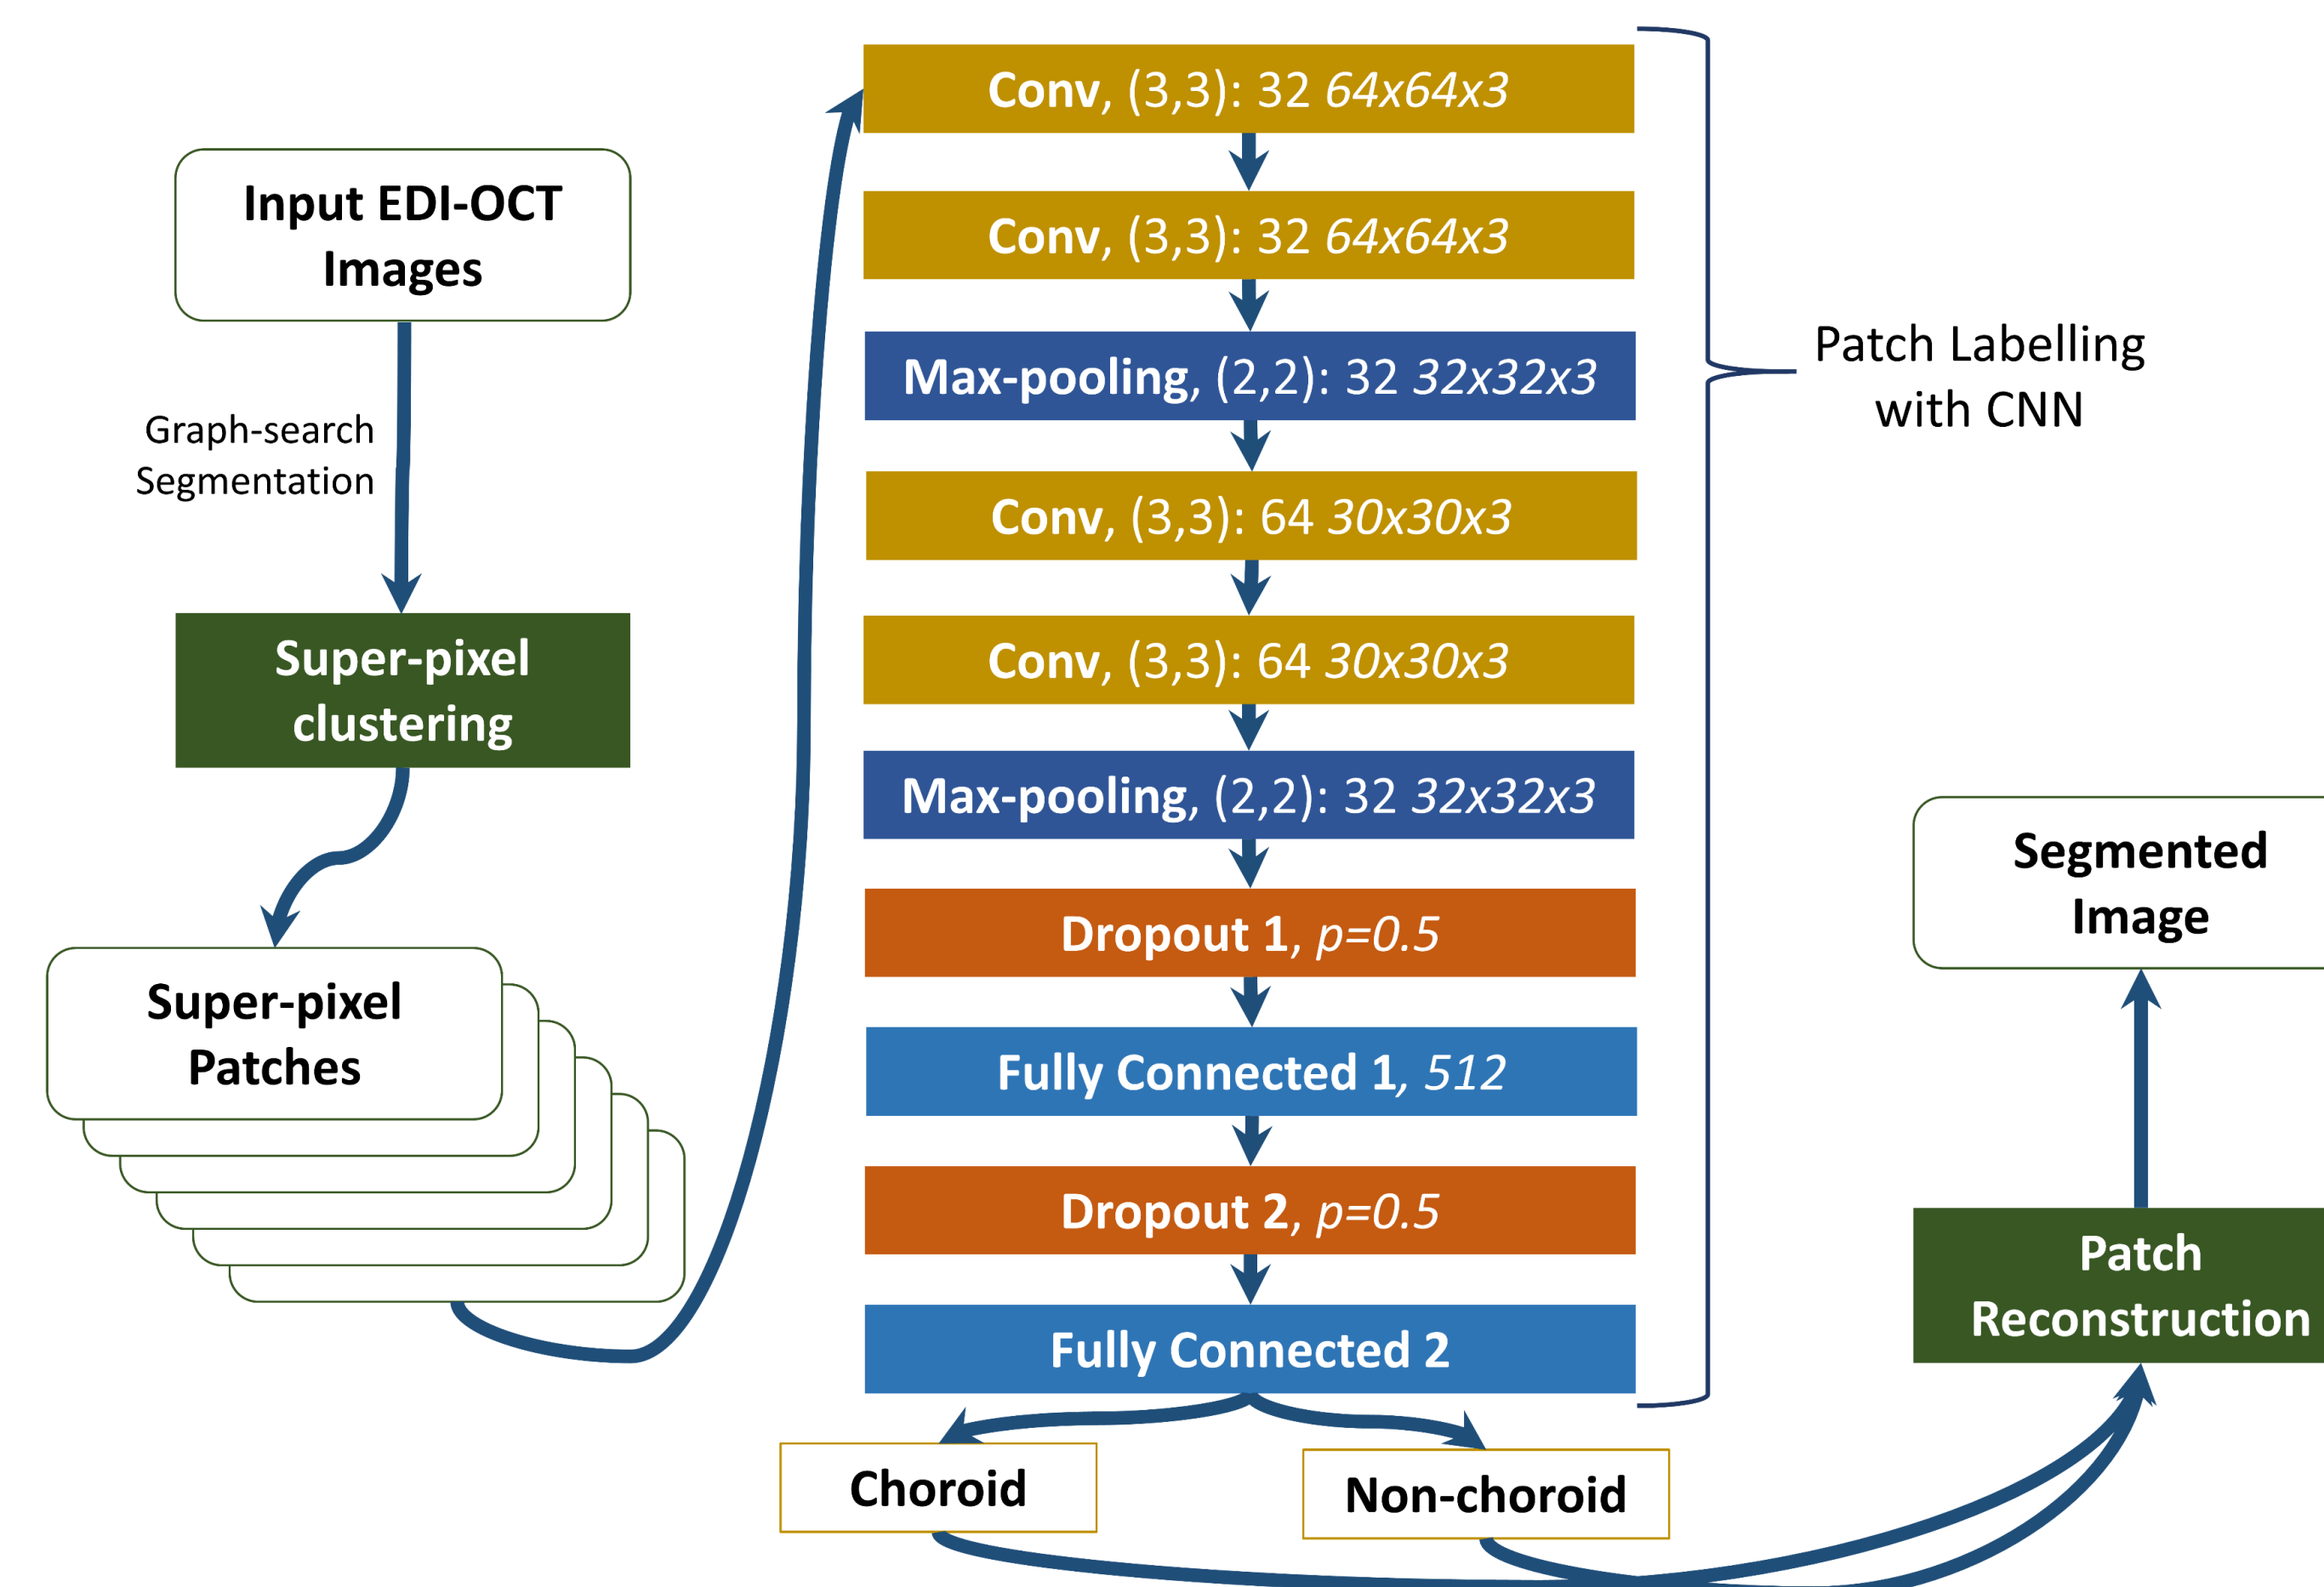 Input EDI-OCT
Images
Graph-search
Segmentation
Super-pixel
clustering
Super-pixel
Patches
Conv, (3,3): 32 64x64x3
Conv, (3,3): 32 64x64x3
Max-pooling, (2,2): 32 32x32x3
Conv, (3,3): 64 30x30x3
Conv, (3,3): 64 30x30x3
Max-pooling, (2,2): 32 32x32x3
Dropout 1, p=0.5
Fully Connected 1, 512
Dropout 2, p=0.5
Fully Connected 2
Choroid
Non-choroid
Patch Labelling
with CNN
Segmented
Image
Patch
Reconstruction